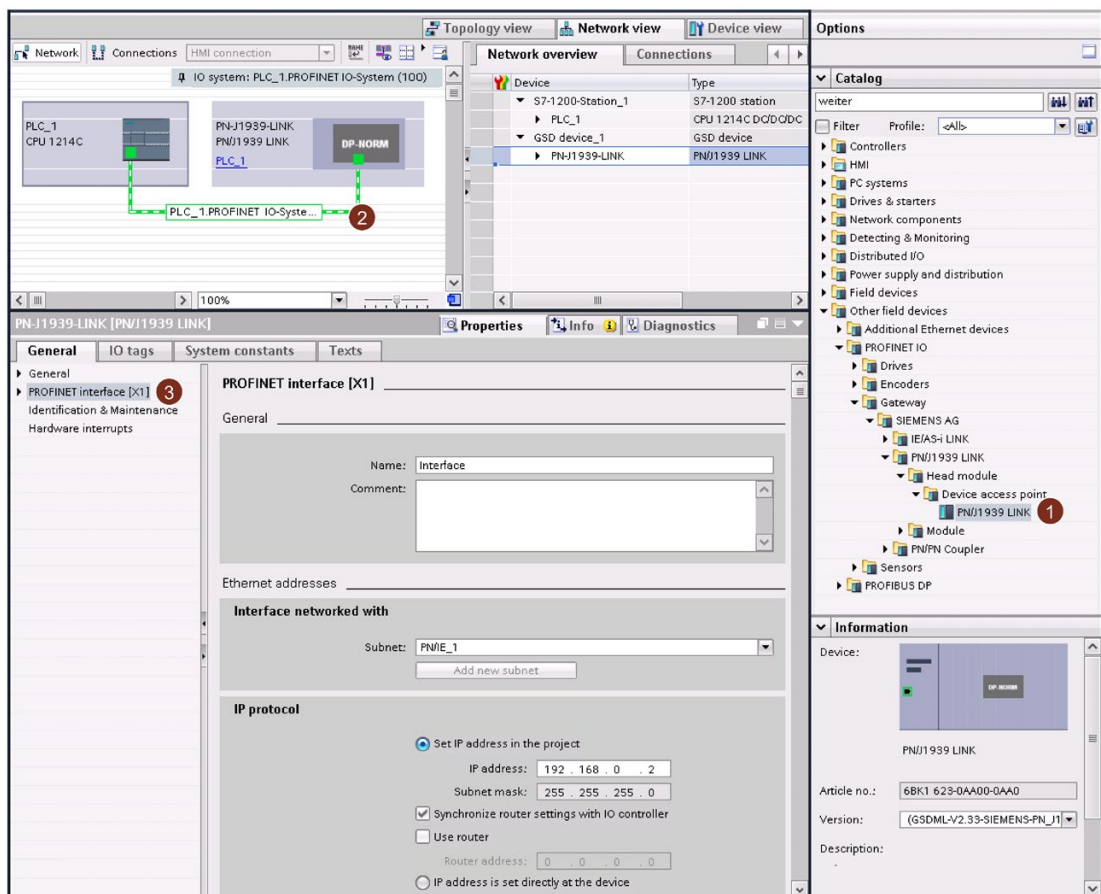 Topology view
Network view
Device view
Options
Network
Connections
HMI connection
Network overview
Connections
IO system: PLC_1.PROFINET IO-System (100)
PLC_1
CPU 1214C
PN-J1939-LINK
PN/J1939 LINK
PLC_1
DP-NORM
PLC_1.PROFINET IO-Syste...
2
100%
Device
Type
S7-1200-Station_1
S7-1200 station
PLC_1
CPU 1214C DC/DC/DC
GSD device_1
GSD device
PN-J1939-LINK
PN/J1939 LINK
Catalog
weiter
Filter
Profile:
<All>
Controllers
HMI
PC systems
Drives & starters
Network components
Detecting & Monitoring
Distributed I/O
Power supply and distribution
Field devices
Other field devices
Additional Ethernet devices
PROFINET IO
Drives
Encoders
Gateway
SIEMENS AG
IE/AS-i LINK
PN/J1939 LINK
Head module
Device access point
PN/J1939 LINK
1
Module
PN/PN Coupler
Sensors
PROFIBUS DP
PN-J1939-LINK [PN/J1939 LINK]
Properties
Info
Diagnostics
General
IO tags
System constants
Texts
General
PROFINET interface [X1]
3
Identification & Maintenance
Hardware interrupts
PROFINET interface [X1]
General
Name:
Interface
Comment:
Ethernet addresses
Interface networked with
Subnet:
PN/IE_1
Add new subnet
IP protocol
Set IP address in the project
IP address:
192 . 168 . 0 . 2
Subnet mask:
255 . 255 . 255 . 0
Synchronize router settings with IO controller
Use router
Router address:
0 . 0 . 0 . 0
IP address is set directly at the device
Information
Device:
DP-NORM
PN/J1939 LINK
Article no.:
6BK1 623-0AA00-0AA0
Version:
(GSDML-V2.33-SIEMENS-PN_J1
Description: